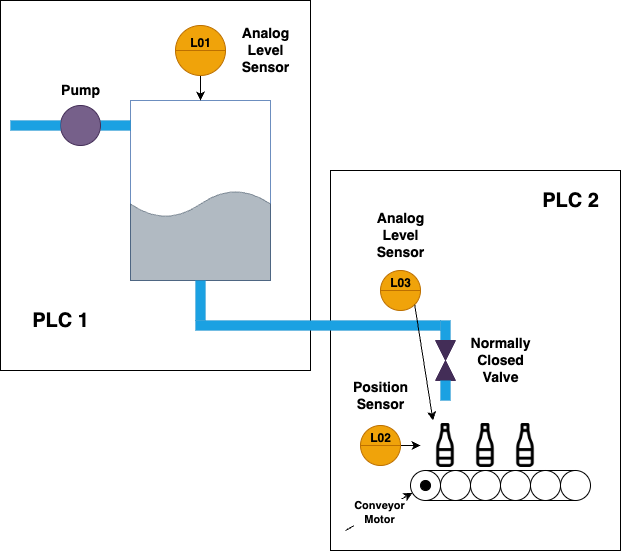 L01
Analog
Level
Sensor
Pump
PLC 1
PLC 2
Analog
Level
Sensor
L03
Normally
Closed
Valve
Position
Sensor
L02
Conveyor
Motor